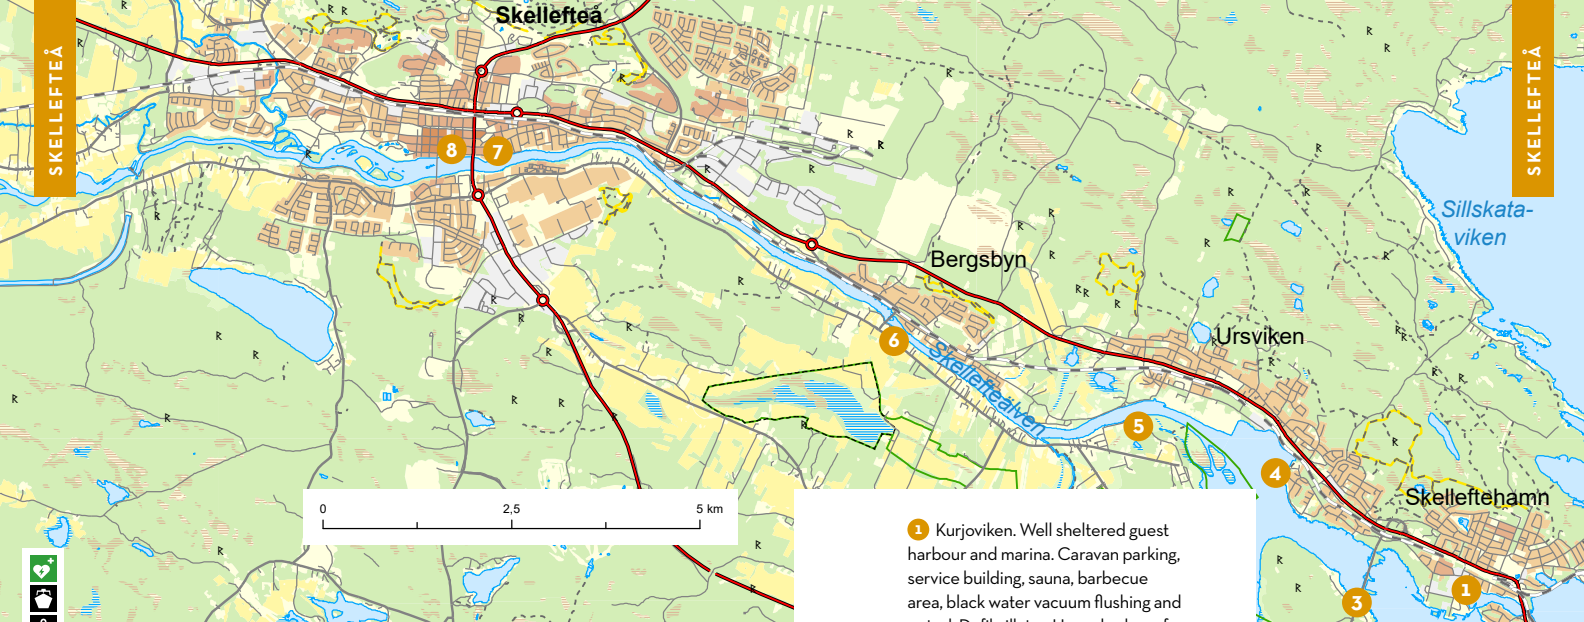 SKELLEFTEÅ
Skellefteå
SKELLEFTEÅ
8
7
Sillskata-
viken
Bergsbyn
Ursviken
6
Skellefteälven
5
4
Skelleftehamn
0
2,5
5 km
1 Kurjoviken. Well sheltered guest
harbour and marina. Caravan parking,
service building, sauna, barbecue
area, black water vacuum flushing and
3
1